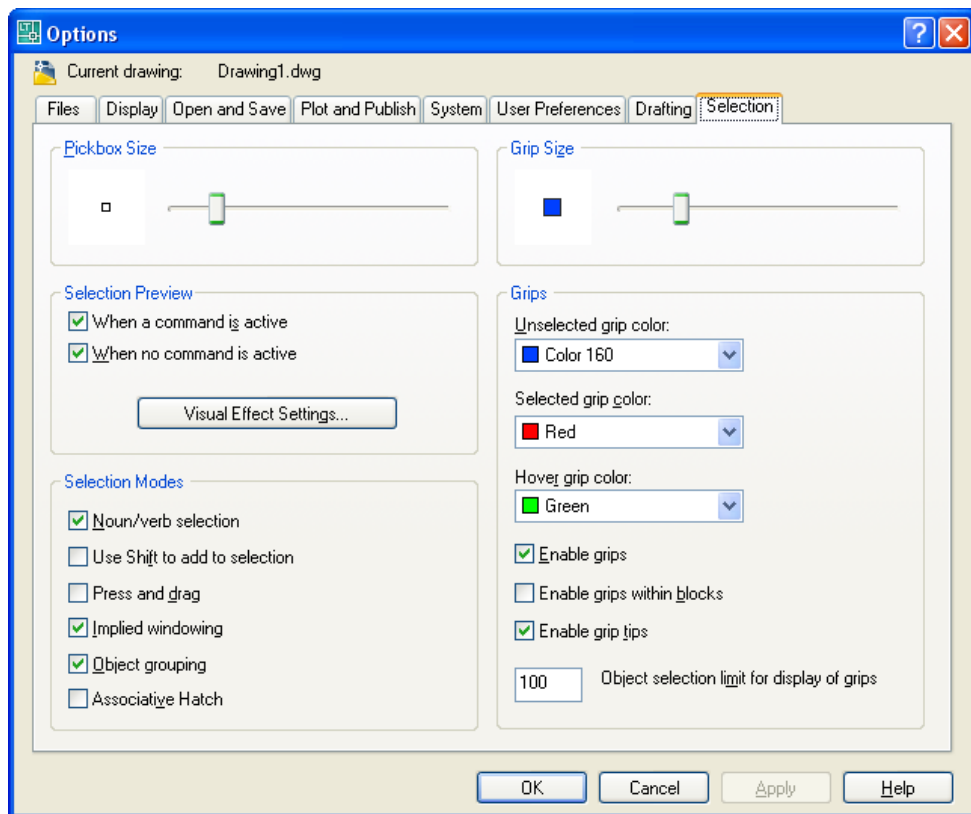 LT
Options
Current drawing: Drawing1.dwg
Files Display Open and Save Plot and Publish System User Preferences Drafting Selection
Pickbox Size
Grip Size
Selection Preview
When a command is active
When no command is active
Visual Effect Settings...
Selection Modes
Noun/verb selection
Use Shift to add to selection
Press and drag
Implied windowing
Object grouping
Associative Hatch
Grips
Unselected grip color:
Color 160
Selected grip color:
Red
Hover grip color:
Green
Enable grips
Enable grips within blocks
Enable grip tips
100 Object selection limit for display of grips
OK Cancel Apply Help